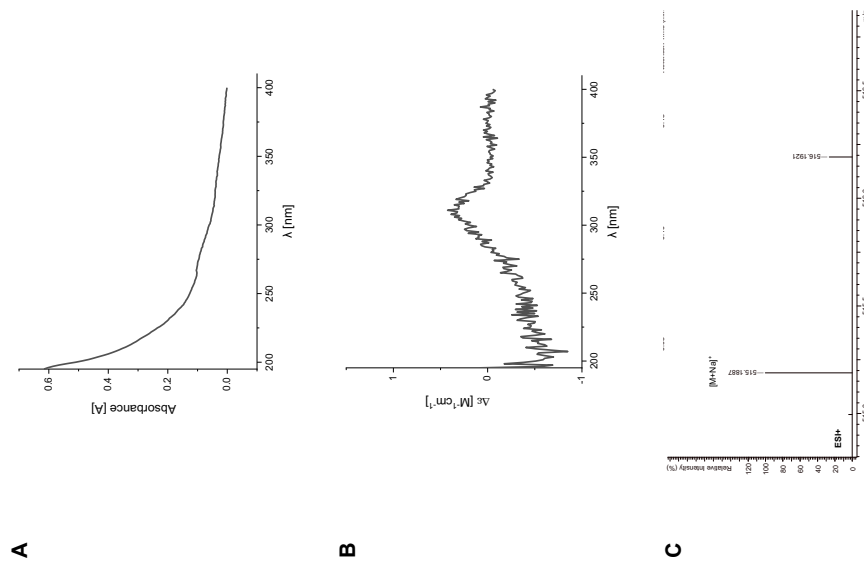 A
Absorbance [A]
0.6
0.4
0.2
0.0
200
250
300
350
400
λ [nm]
B
Δε [M⁻¹cm⁻¹]
1
0
-1
200
250
300
350
400
λ [nm]
C
Relative Intensity (%)
120
100
80
60
40
20
0
ESI+
[M+Na]⁺
515.1887
516.1921